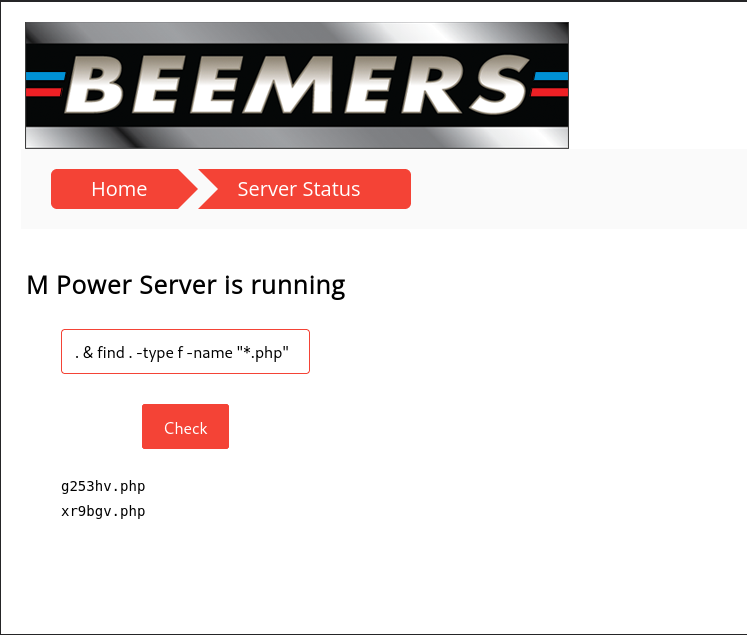 BEEMERS
Home Server Status
M Power Server is running
. & find . -type f -name "*.php"
Check
g253hv.php
xr9bgv.php